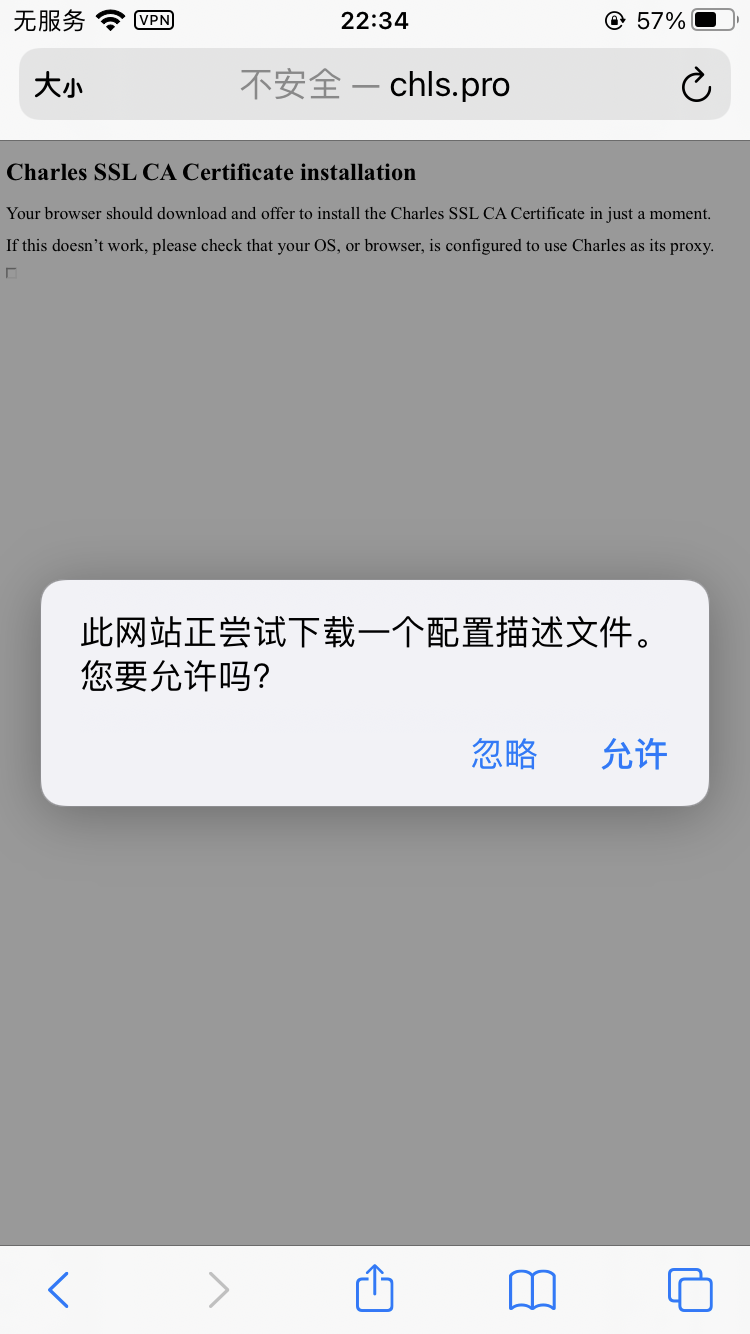 无服务 VPN 22:34 57%
大小 不安全 — chls.pro
Charles SSL CA Certificate installation
Your browser should download and offer to install the Charles SSL CA Certificate in just a moment.
If this doesn’t work, please check that your OS, or browser, is configured to use Charles as its proxy.
此网站正尝试下载一个配置描述文件。
您要允许吗?
忽略 允许